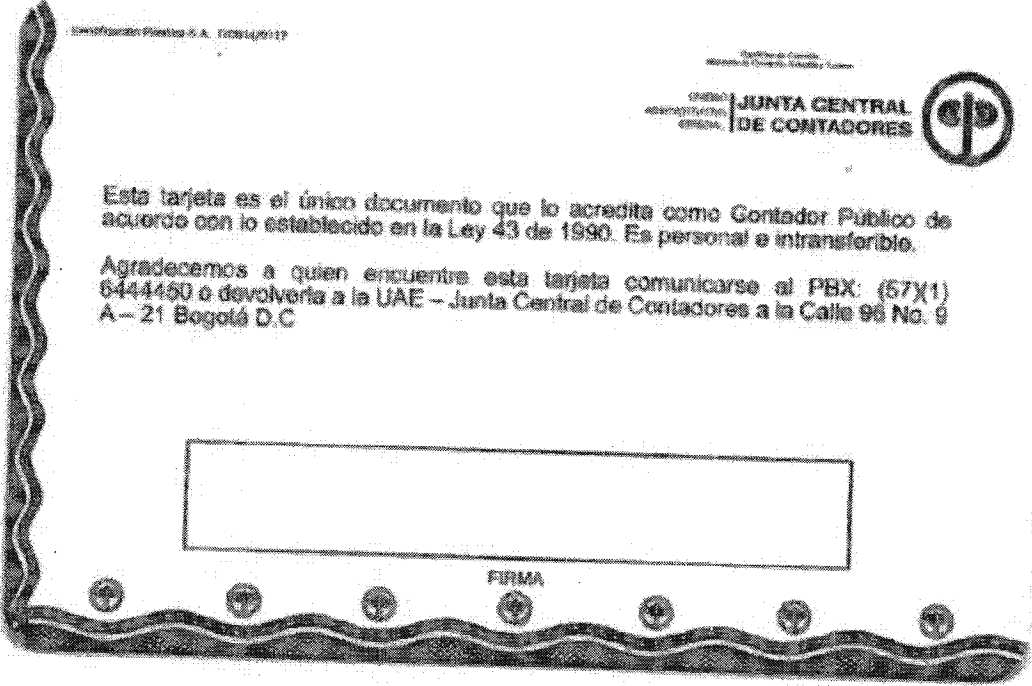 JUNTA CENTRAL
DE CONTADORES
Esta tarjeta es el único documento que lo acredita como Contador Público de
acuerdo con lo establecido en la Ley 43 de 1990. Es personal e intransferible.
Agradecemos a quien encuentre esta tarjeta comunicarse al PBX: (57)(1)
6444450 o devolverla a la UAE – Junta Central de Contadores a la Calle 96 No. 9
A – 21 Bogotá D.C
FIRMA